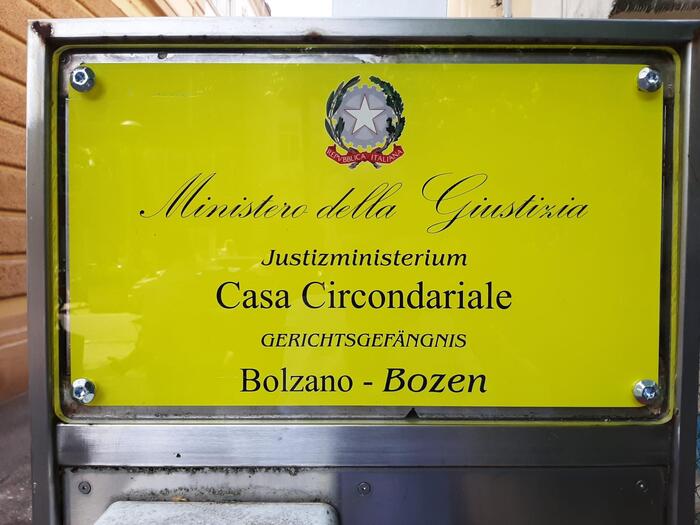 REPVBBLICA ITALIANA
Ministero della Giustizia
Justizministerium
Casa Circondariale
GERICHTSGEFÄNGNIS
Bolzano - Bozen